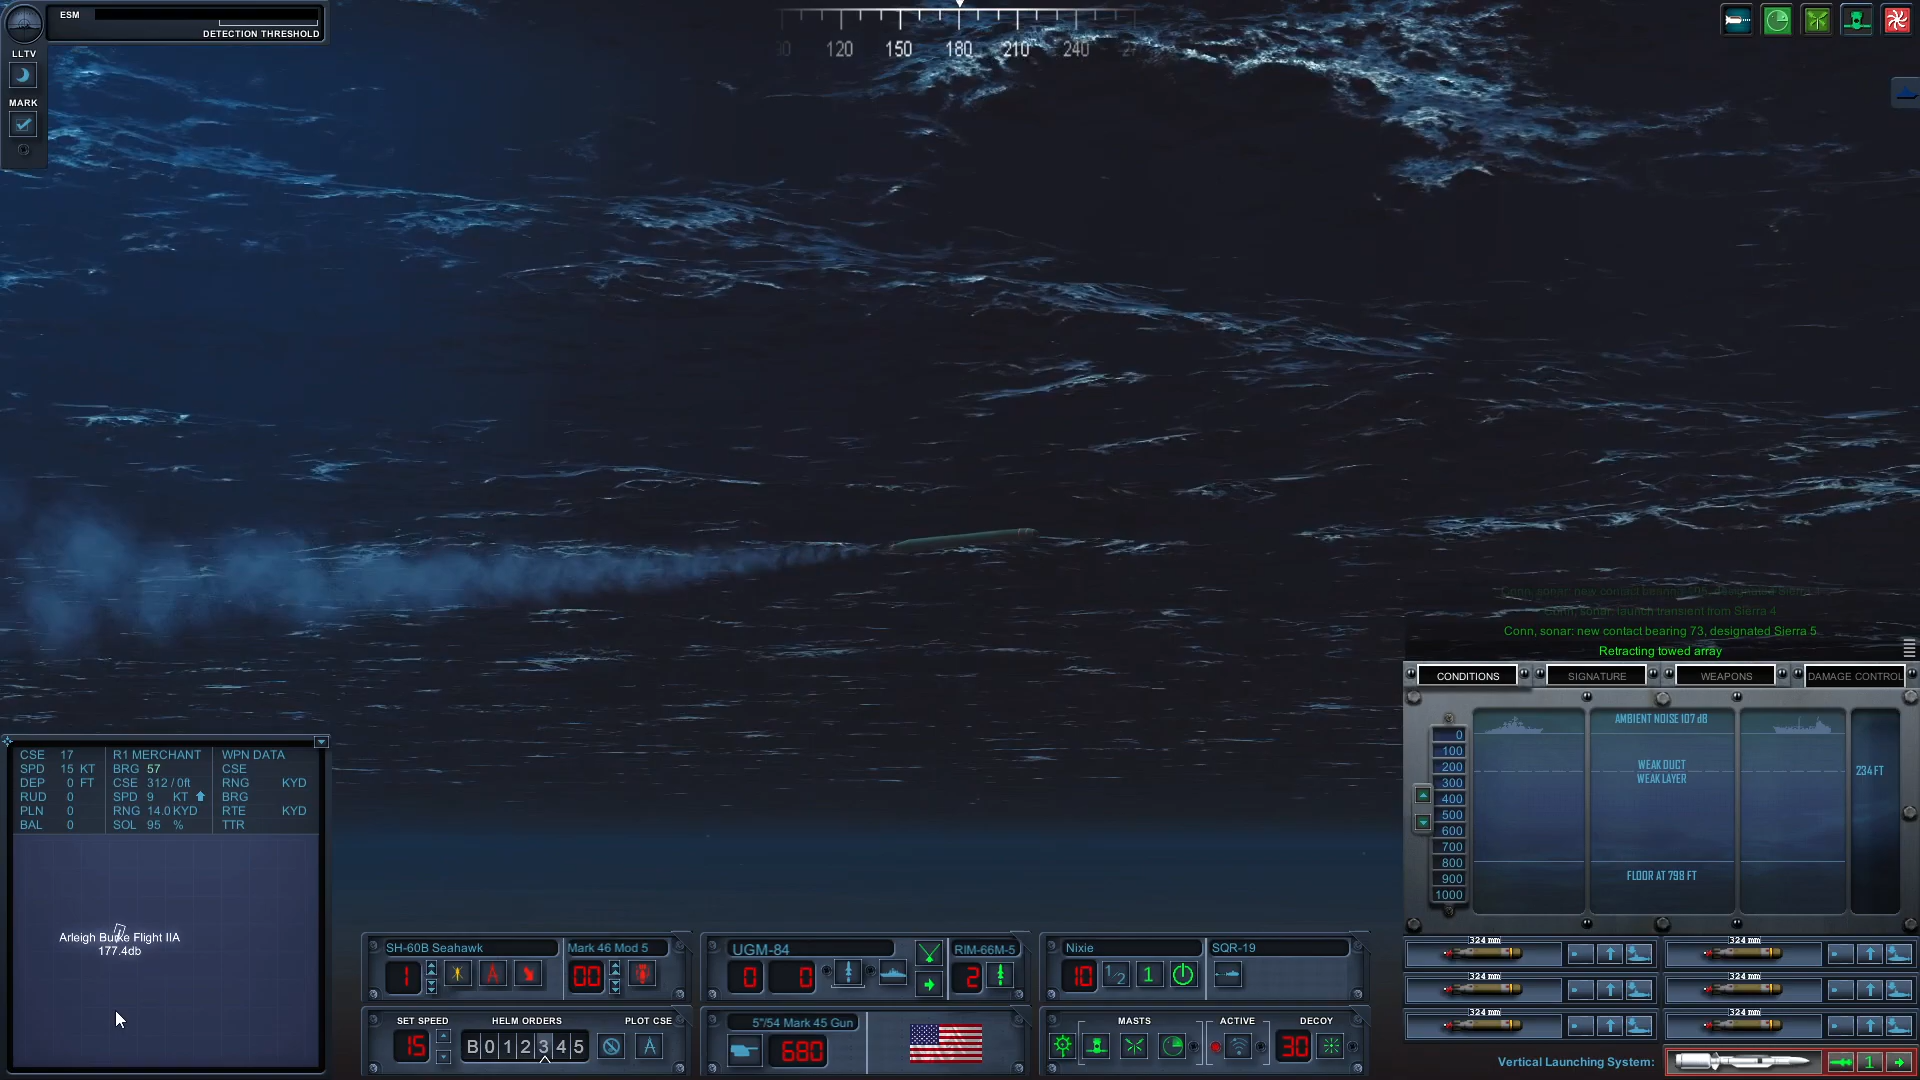 ESM
DETECTION THRESHOLD
LLTV
MARK
120 150 180 210 240
Conn, sonar: launch transient from Sierra 4
Conn, sonar: new contact bearing 73, designated Sierra 5
Retracting towed array
CONDITIONS SIGNATURE WEAPONS DAMAGE CONTROL
AMBIENT NOISE 107 dB
WEAK DUCT
WEAK LAYER
234 FT
FLOOR AT 798 FT
0
100
200
300
400
500
600
700
800
900
1000
CSE 17 R1 MERCHANT WPN DATA
SPD 15 KT BRG 57 CSE
DEP 0 FT CSE 312 / 0ft RNG KYD
RUD 0 SPD 9 KT BRG
PLN 0 RNG 14.0 KYD RTE KYD
BAL 0 SOL 95 % TTR
Arleigh Burke Flight IIA
177.4db
SH-60B Seahawk Mark 46 Mod 5
1 00
UGM-84 RIM-66M-5
0 0 2
Nixie SQR-19
10 1/2 1
SET SPEED HELM ORDERS PLOT CSE
15 B 0 1 2 3 4 5
5"/54 Mark 45 Gun
680
MASTS ACTIVE DECOY
30
324 mm 324 mm
324 mm 324 mm
324 mm 324 mm
Vertical Launching System: 1